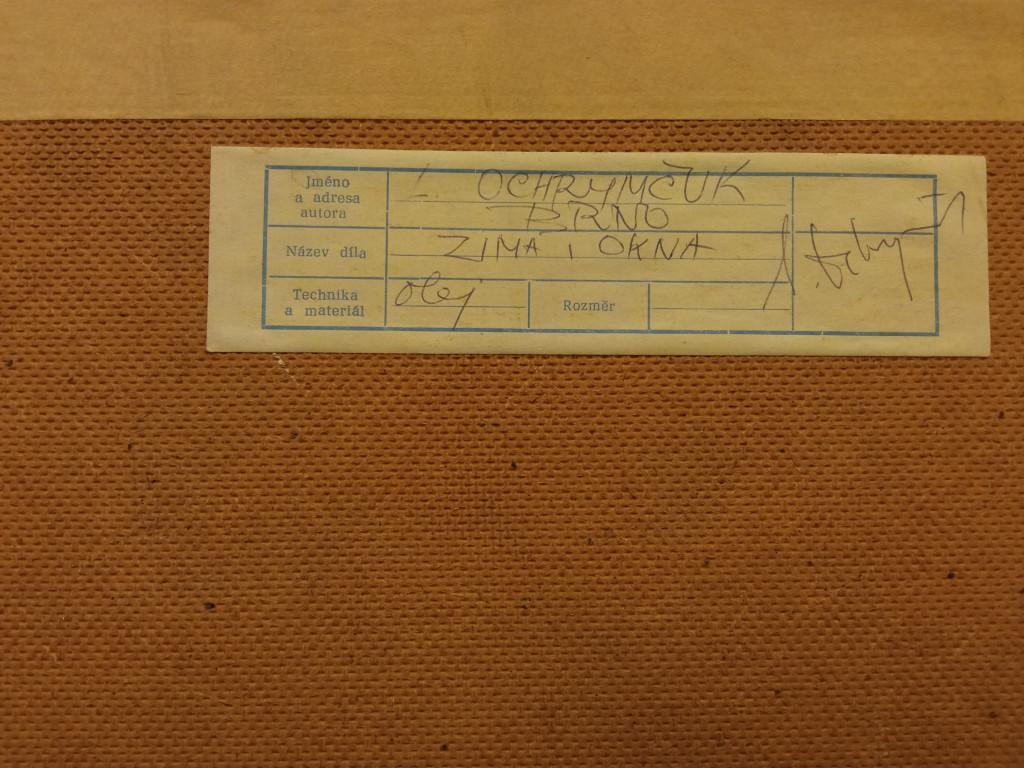 Jméno
a adresa
autora
L. OCHRYMČUK
BRNO
Název díla
ZIMA I OKNA
Technika
a materiál
olej
Rozměr